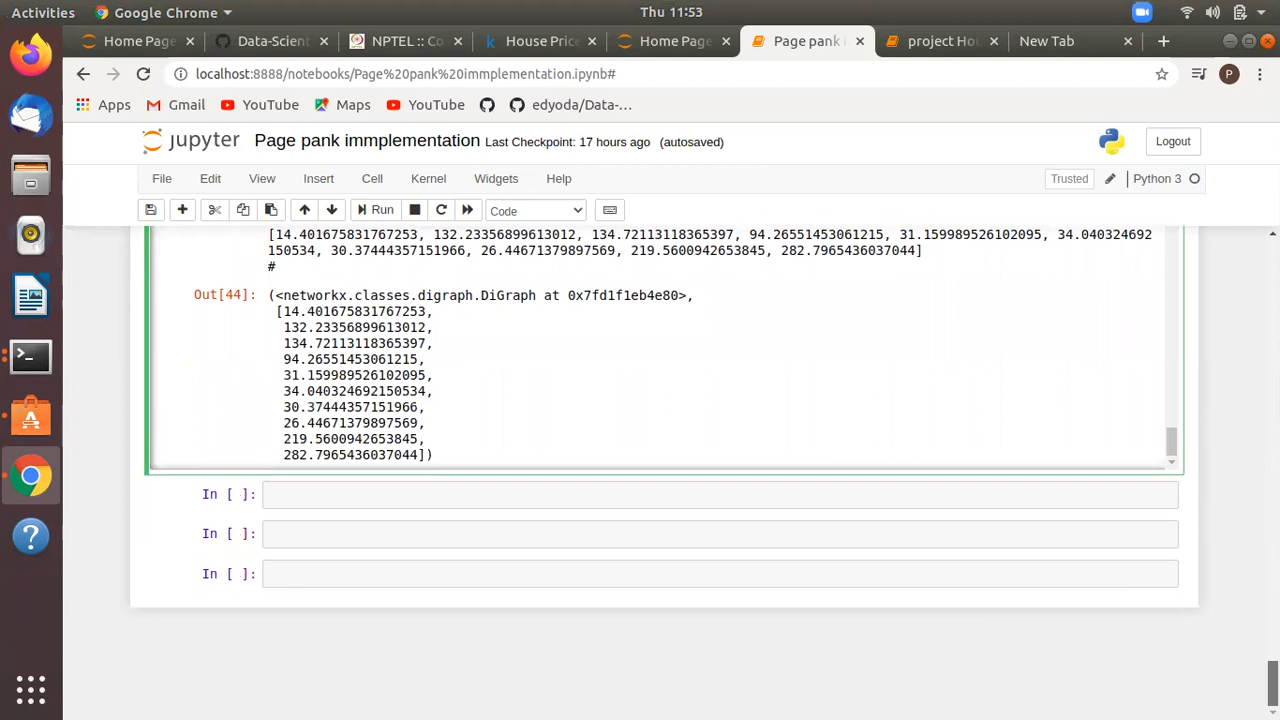 Activities Google Chrome Thu 11:53
Home Page Data-Scient NPTEL :: Co House Price Home Page Page pank i project Hou New Tab
localhost:8888/notebooks/Page%20pank%20immplementation.ipynb# P
Apps Gmail YouTube Maps YouTube edyoda/Data-...
jupyter Page pank immplementation Last Checkpoint: 17 hours ago (autosaved) Logout
File Edit View Insert Cell Kernel Widgets Help Trusted Python 3
Run Code
[14.401675831767253, 132.23356899613012, 134.72113118365397, 94.26551453061215, 31.159989526102095, 34.040324692
150534, 30.37444357151966, 26.44671379897569, 219.5600942653845, 282.7965436037044]
#
Out[44]: (<networkx.classes.digraph.DiGraph at 0x7fd1f1eb4e80>,
[14.401675831767253,
132.23356899613012,
134.72113118365397,
94.26551453061215,
31.159989526102095,
34.040324692150534,
30.37444357151966,
26.44671379897569,
219.5600942653845,
282.7965436037044])
In [ ]:
In [ ]:
In [ ]: